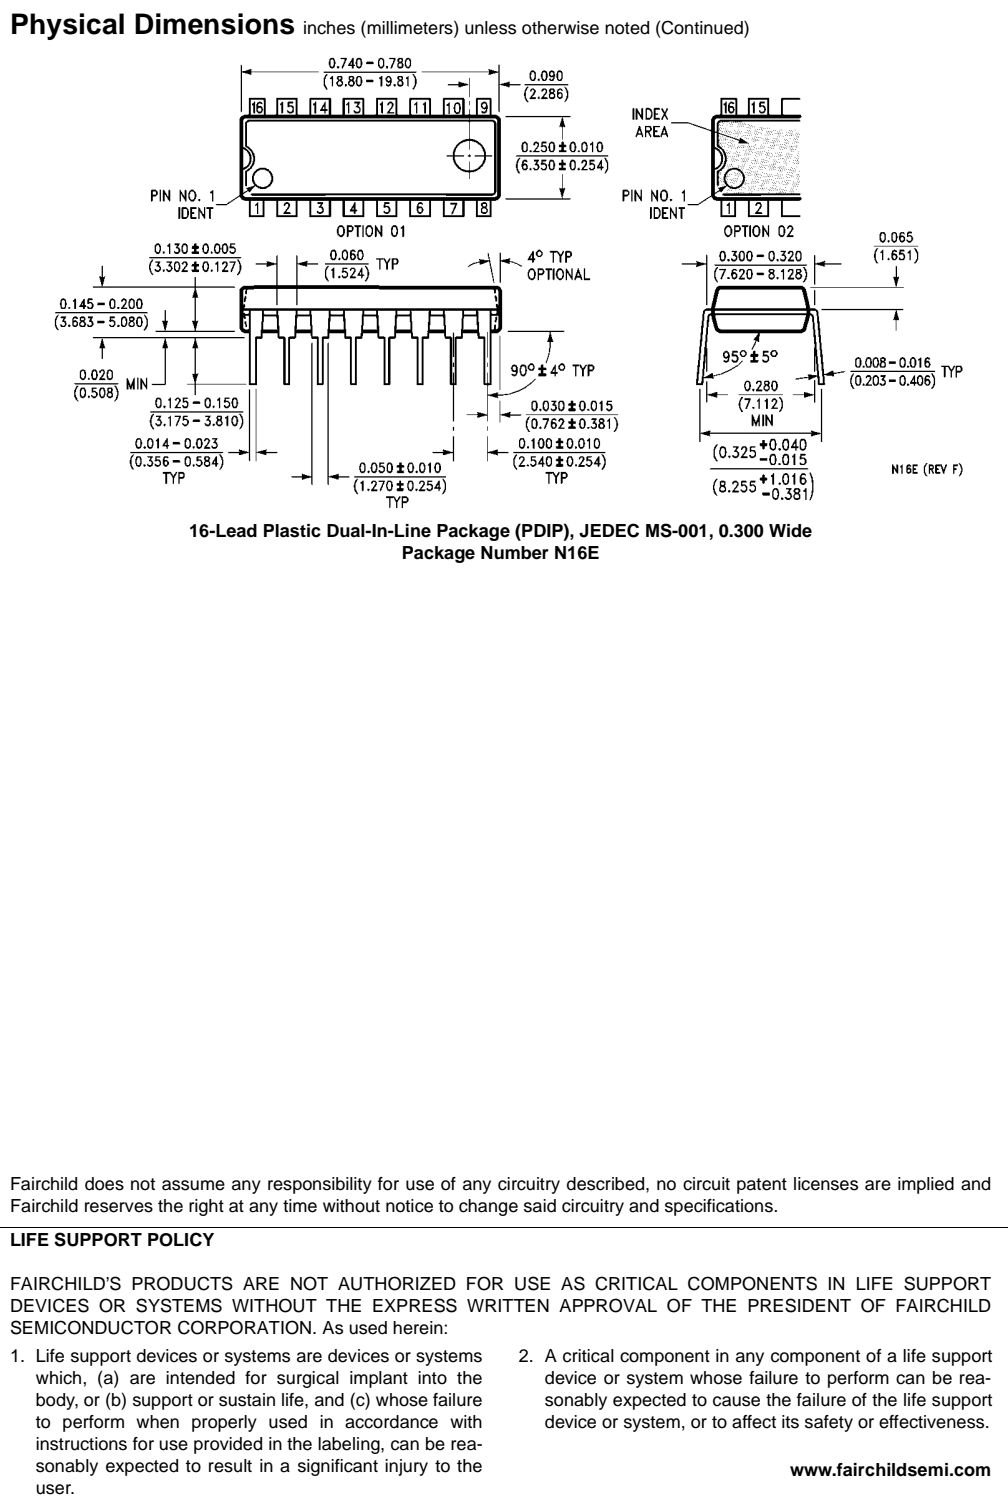 Physical Dimensions inches (millimeters) unless otherwise noted (Continued)
0.740 – 0.780
(18.80 – 19.81)
0.090
(2.286)
16 15 14 13 12 11 10 9
16 15
INDEX
AREA
0.250 ± 0.010
(6.350 ± 0.254)
PIN NO. 1
IDENT
PIN NO. 1
IDENT
1 2 3 4 5 6 7 8
1 2
OPTION 01
OPTION 02
0.130 ± 0.005
(3.302 ± 0.127)
0.060
(1.524)
TYP
4° TYP
OPTIONAL
0.300 – 0.320
(7.620 – 8.128)
0.065
(1.651)
0.145 – 0.200
(3.683 – 5.080)
95° ± 5°
90° ± 4° TYP
0.008 – 0.016
(0.203 – 0.406)
TYP
0.020
(0.508)
MIN
0.280
(7.112)
MIN
0.125 – 0.150
(3.175 – 3.810)
0.030 ± 0.015
(0.762 ± 0.381)
0.014 – 0.023
(0.356 – 0.584)
TYP
0.100 ± 0.010
(2.540 ± 0.254)
TYP
0.050 ± 0.010
(1.270 ± 0.254)
TYP
(0.325 +0.040
–0.015
(8.255 +1.016
–0.381)
N16E (REV F)
16-Lead Plastic Dual-In-Line Package (PDIP), JEDEC MS-001, 0.300 Wide
Package Number N16E
Fairchild does not assume any responsibility for use of any circuitry described, no circuit patent licenses are implied and
Fairchild reserves the right at any time without notice to change said circuitry and specifications.
LIFE SUPPORT POLICY
FAIRCHILD'S PRODUCTS ARE NOT AUTHORIZED FOR USE AS CRITICAL COMPONENTS IN LIFE SUPPORT
DEVICES OR SYSTEMS WITHOUT THE EXPRESS WRITTEN APPROVAL OF THE PRESIDENT OF FAIRCHILD
SEMICONDUCTOR CORPORATION. As used herein:
1. Life support devices or systems are devices or systems
which, (a) are intended for surgical implant into the
body, or (b) support or sustain life, and (c) whose failure
to perform when properly used in accordance with
instructions for use provided in the labeling, can be rea-
sonably expected to result in a significant injury to the
user.
2. A critical component in any component of a life support
device or system whose failure to perform can be rea-
sonably expected to cause the failure of the life support
device or system, or to affect its safety or effectiveness.
www.fairchildsemi.com